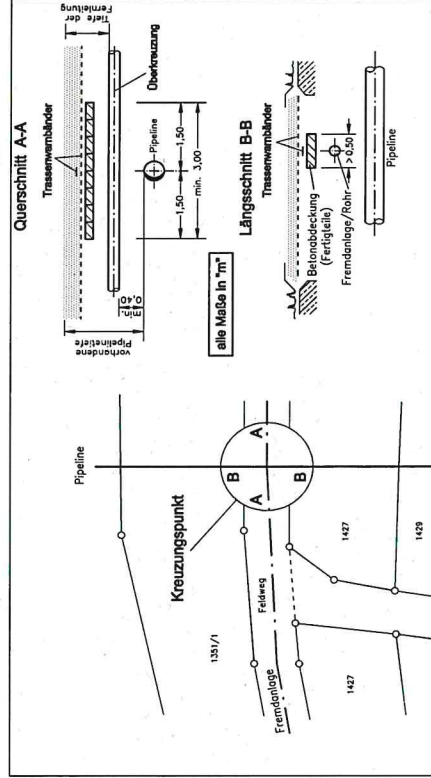 Querschnitt A-A
Trassenwarnbänder
Tiefe der
Fernleitung
Überkreuzung
Pipeline
1,50
1,50
min. 3,00
vorhandene
Pipelinetiefe
min.
0,40
alle Maße in "m"
Längsschnitt B-B
Trassenwarnbänder
Betonabdeckung
(Fertigteile)
Fremdanlage/Rohr
> 0,50
Pipeline
Pipeline
Kreuzungspunkt
B
A
A
B
1351/1
Feldweg
Fremdanlage
1427
1427
1429